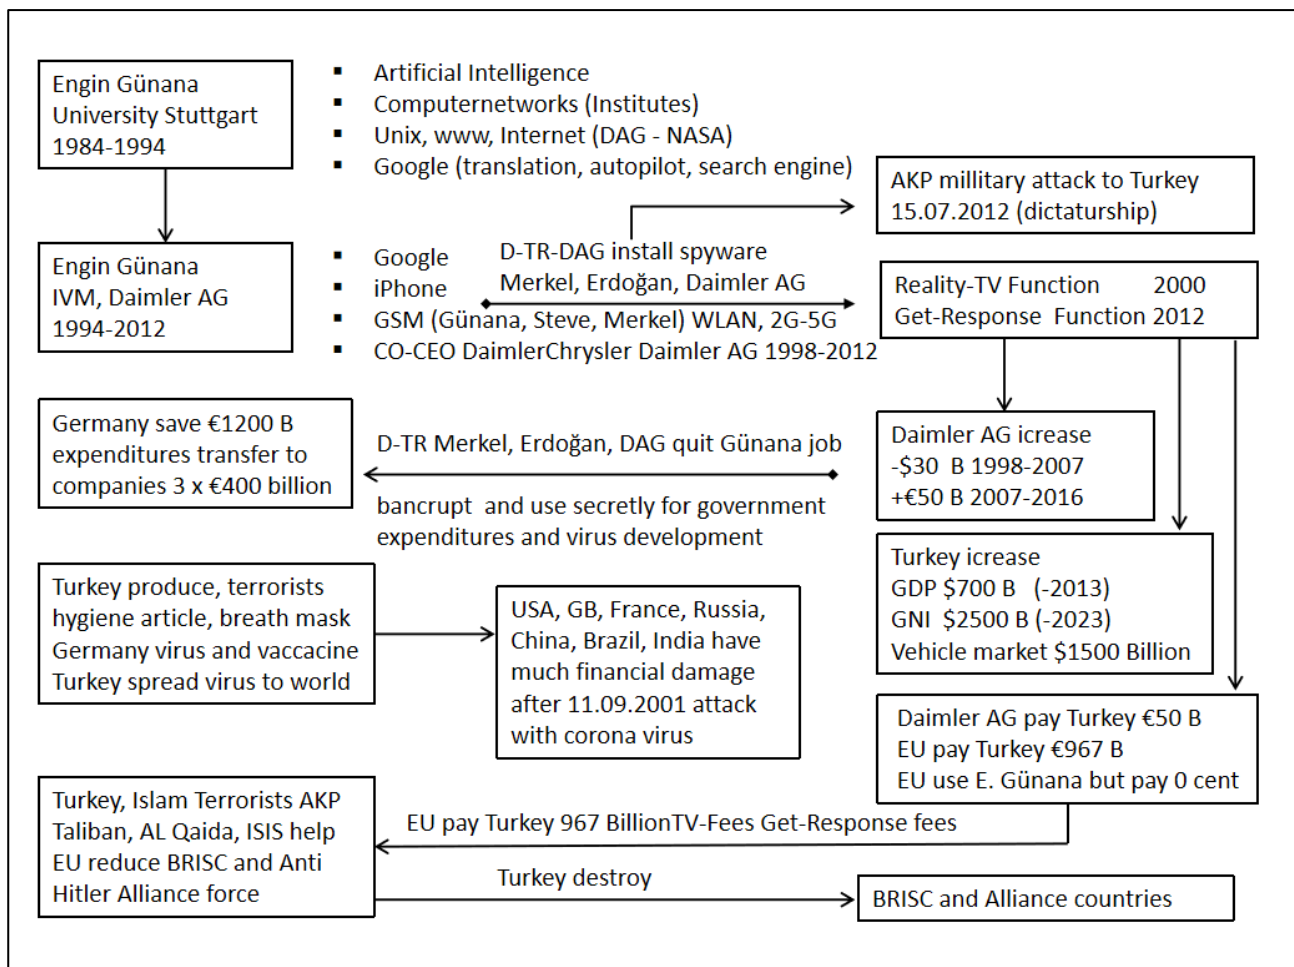 Engin Günana
University Stuttgart
1984-1994
▪ Artificial Intelligence
▪ Computernetworks (Institutes)
▪ Unix, www, Internet (DAG - NASA)
▪ Google (translation, autopilot, search engine)
AKP millitary attack to Turkey
15.07.2012 (dictaturship)
Engin Günana
IVM, Daimler AG
1994-2012
▪ Google
▪ iPhone
▪ GSM (Günana, Steve, Merkel) WLAN, 2G-5G
▪ CO-CEO DaimlerChrysler Daimler AG 1998-2012
D-TR-DAG install spyware
Merkel, Erdoğan, Daimler AG
Reality-TV Function 2000
Get-Response Function 2012
Germany save €1200 B
expenditures transfer to
companies 3 x €400 billion
D-TR Merkel, Erdoğan, DAG quit Günana job
bancrupt and use secretly for government
expenditures and virus development
Daimler AG icrease
-$30 B 1998-2007
+€50 B 2007-2016
Turkey icrease
GDP $700 B (-2013)
GNI $2500 B (-2023)
Vehicle market $1500 Billion
Turkey produce, terrorists
hygiene article, breath mask
Germany virus and vaccacine
Turkey spread virus to world
USA, GB, France, Russia,
China, Brazil, India have
much financial damage
after 11.09.2001 attack
with corona virus
Daimler AG pay Turkey €50 B
EU pay Turkey €967 B
EU use E. Günana but pay 0 cent
Turkey, Islam Terrorists AKP
Taliban, AL Qaida, ISIS help
EU reduce BRISC and Anti
Hitler Alliance force
EU pay Turkey 967 BillionTV-Fees Get-Response fees
Turkey destroy
BRISC and Alliance countries